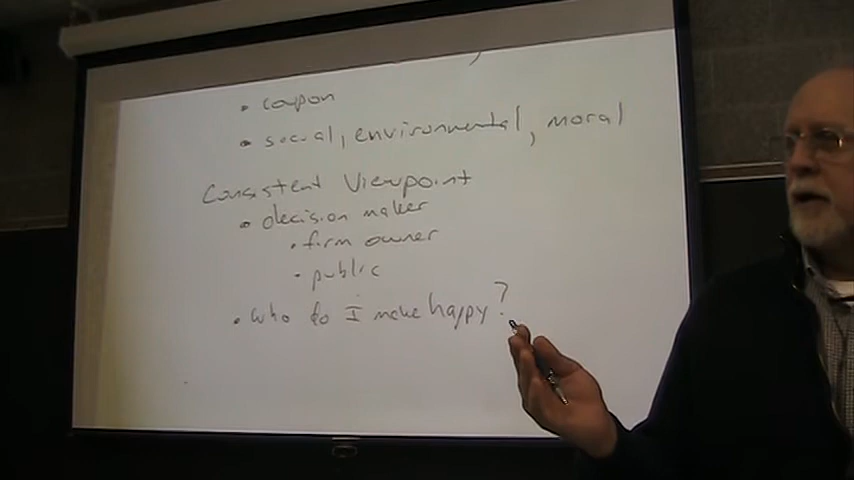 • coupon
• social, environmental, moral
Consistent Viewpoint
• decision maker
• firm owner
• public
• who do I make happy?